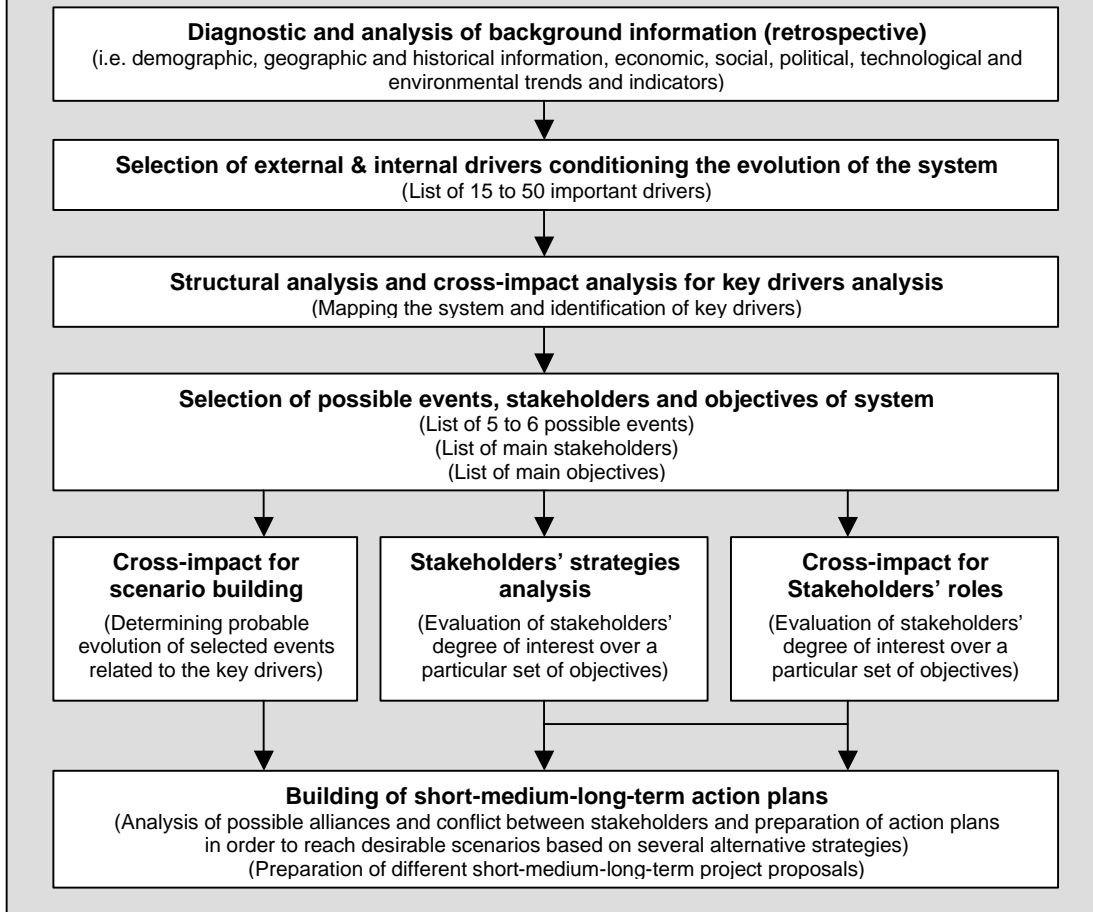 Diagnostic and analysis of background information (retrospective)
(i.e. demographic, geographic and historical information, economic, social, political, technological and
environmental trends and indicators)
Selection of external & internal drivers conditioning the evolution of the system
(List of 15 to 50 important drivers)
Structural analysis and cross-impact analysis for key drivers analysis
(Mapping the system and identification of key drivers)
Selection of possible events, stakeholders and objectives of system
(List of 5 to 6 possible events)
(List of main stakeholders)
(List of main objectives)
Cross-impact for
scenario building
(Determining probable
evolution of selected events
related to the key drivers)
Stakeholders’ strategies
analysis
(Evaluation of stakeholders’
degree of interest over a
particular set of objectives)
Cross-impact for
Stakeholders’ roles
(Evaluation of stakeholders’
degree of interest over a
particular set of objectives)
Building of short-medium-long-term action plans
(Analysis of possible alliances and conflict between stakeholders and preparation of action plans
in order to reach desirable scenarios based on several alternative strategies)
(Preparation of different short-medium-long-term project proposals)